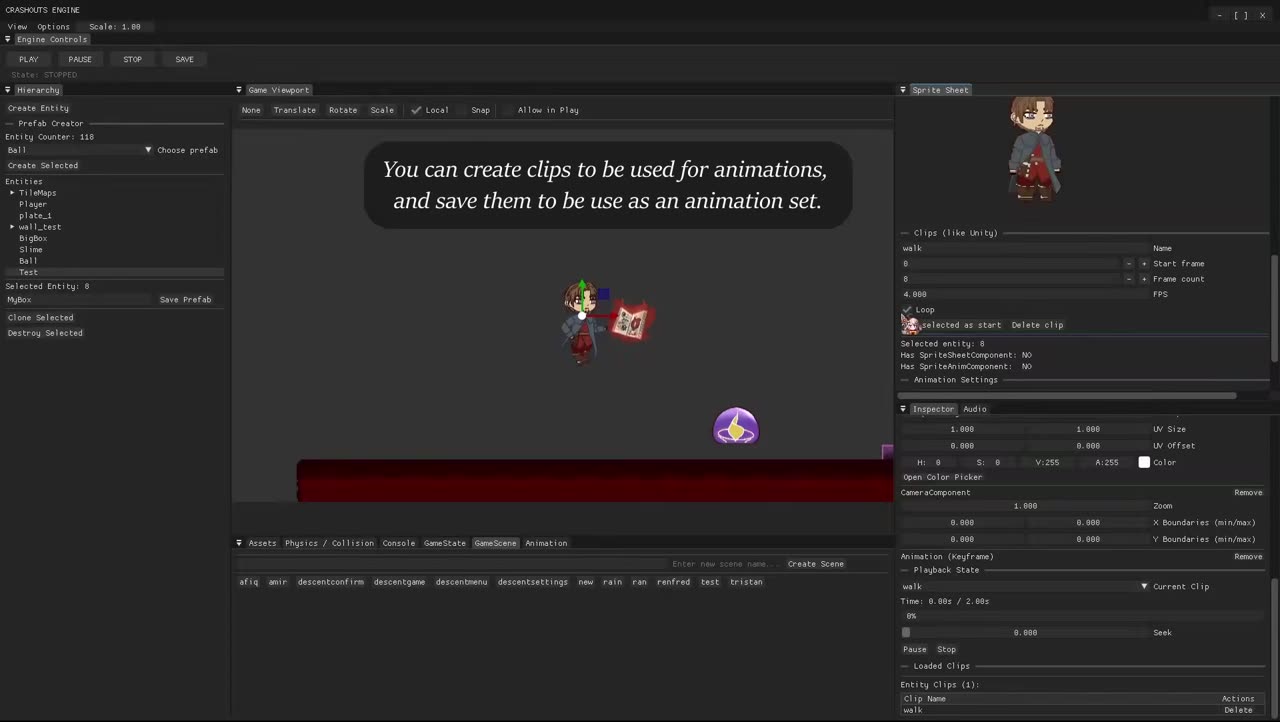 CRASHOUTS ENGINE
- [ ] X
View Options Scale: 1.00
Engine Controls
PLAY PAUSE STOP SAVE
State: STOPPED
Hierarchy
Create Entity
Prefab Creator
Entity Counter: 118
Ball Choose prefab
Create Selected
Entities
TileMaps
Player
plate_1
wall_test
BigBox
Slime
Ball
Test
Selected Entity: 8
MyBox Save Prefab
Clone Selected
Destroy Selected
Game Viewport
None Translate Rotate Scale Local Snap Allow in Play
You can create clips to be used for animations,
and save them to be use as an animation set.
Assets Physics / Collision Console GameState GameScene Animation
Enter new scene name... Create Scene
afiq amir descentconfirm descentgame descentmenu descentsettings new rain ran renfred test tristan
Sprite Sheet
Clips (like Unity)
walk Name
0 - + Start frame
8 - + Frame count
4.000 FPS
Loop
selected as start Delete clip
Selected entity: 8
Has SpriteSheetComponent: NO
Has SpriteAnimComponent: NO
Animation Settings
Inspector Audio
1.000 1.000 UV Size
0.000 0.000 UV Offset
H: 0 S: 0 V:255 A:255 Color
Open Color Picker
CameraComponent Remove
1.000 Zoom
0.000 0.000 X Boundaries (min/max)
0.000 0.000 Y Boundaries (min/max)
Animation (Keyframe) Remove
Playback State
walk Current Clip
Time: 0.00s / 2.00s
0%
0.000 Seek
Pause Stop
Loaded Clips
Entity Clips (1):
Clip Name Actions
walk Delete